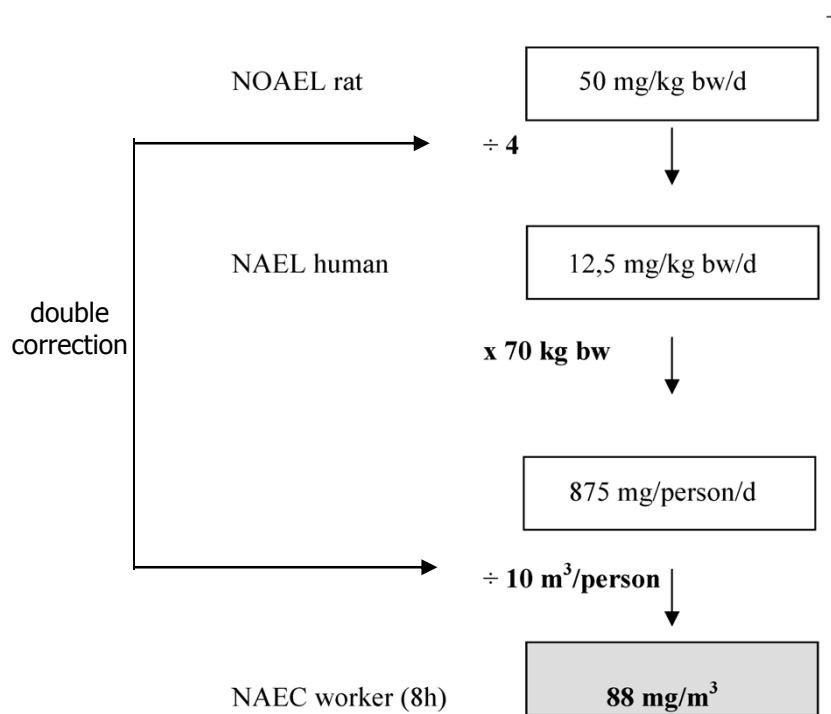 NOAEL rat
50 mg/kg bw/d
÷ 4
NAEL human
12,5 mg/kg bw/d
double
correction
x 70 kg bw
875 mg/person/d
÷ 10 m³/person
NAEC worker (8h)
88 mg/m³